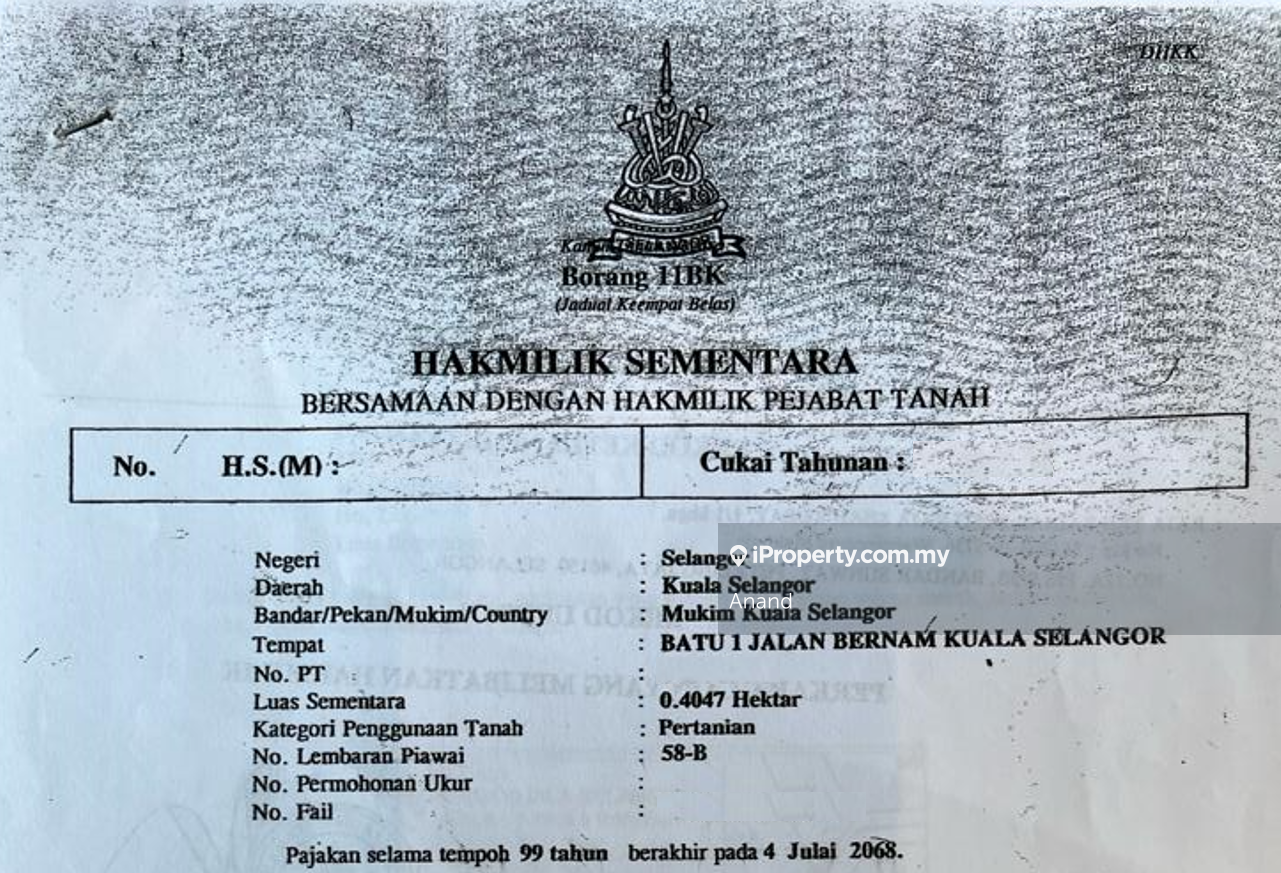 DHKK
Borang 11BK
(Jadual Keempat Belas)
HAKMILIK SEMENTARA
BERSAMAAN DENGAN HAKMILIK PEJABAT TANAH
No. H.S.(M) : Cukai Tahunan :
Negeri : Selangor
Daerah : Kuala Selangor
Bandar/Pekan/Mukim/Country : Mukim Kuala Selangor
Tempat : BATU 1 JALAN BERNAM KUALA SELANGOR
No. PT :
Luas Sementara : 0.4047 Hektar
Kategori Penggunaan Tanah : Pertanian
No. Lembaran Piawai : 58-B
No. Permohonan Ukur :
No. Fail :
Pajakan selama tempoh 99 tahun berakhir pada 4 Julai 2068.
iProperty.com.my
Anand